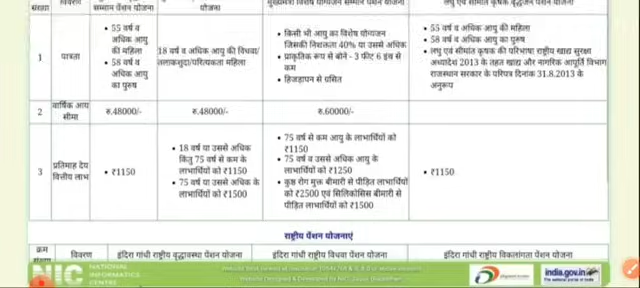 संख्या
विवरण
सम्मान पेंशन योजना
योजना
मुख्यमंत्री विशेष योग्यजन सम्मान पेंशन योजना
लघु एवं सीमांत कृषक वृद्धजन पेंशन योजना
1
पात्रता
• 55 वर्ष व
अधिक आयु
की महिला
• 58 वर्ष व
अधिक आयु
का पुरुष
18 वर्ष व अधिक आयु की विधवा/
तलाकशुदा/परित्यक्ता महिला
• किसी भी आयु का विशेष योग्यजन
जिसकी निशक्तता 40% या उससे अधिक
• प्राकृतिक रूप से बौने - 3 फीट 6 इंच से
कम
• हिजड़ापन से ग्रसित
• 55 वर्ष व अधिक आयु की महिला
• 58 वर्ष व अधिक आयु का पुरुष
• लघु एवं सीमांत कृषक की परिभाषा राष्ट्रीय खाद्य सुरक्षा
अध्यादेश 2013 के तहत खाद्य और नागरिक आपूर्ति विभाग
राजस्थान सरकार के परिपत्र दिनांक 31.8.2013 के
अनुरूप
2
वार्षिक आय
सीमा
रु.48000/-
रु.48000/-
रु.60000/-
3
प्रतिमाह देय
वित्तीय लाभ
• ₹1150
• 18 वर्ष या उससे अधिक
किंतु 75 वर्ष से कम के
लाभार्थियों को ₹1150
• 75 वर्ष या उससे अधिक के
लाभार्थियों को ₹1500
• 75 वर्ष से कम आयु के लाभार्थियों को
₹1150
• 75 वर्ष व उससे अधिक आयु के
लाभार्थियों को ₹1250
• कुष्ठ रोग मुक्त बीमारी से पीड़ित लाभार्थियों
को ₹2500 एवं सिलिकोसिस बीमारी से
पीड़ित लाभार्थियों को ₹1500
• ₹1150
राष्ट्रीय पेंशन योजनाएं
क्रम
विवरण
इंदिरा गांधी राष्ट्रीय वृद्धावस्था पेंशन योजना
इंदिरा गांधी राष्ट्रीय विधवा पेंशन योजना
इंदिरा गांधी राष्ट्रीय विकलांगता पेंशन योजना
NIC
NATIONAL
INFORMATICS
CENTRE
india.gov.in